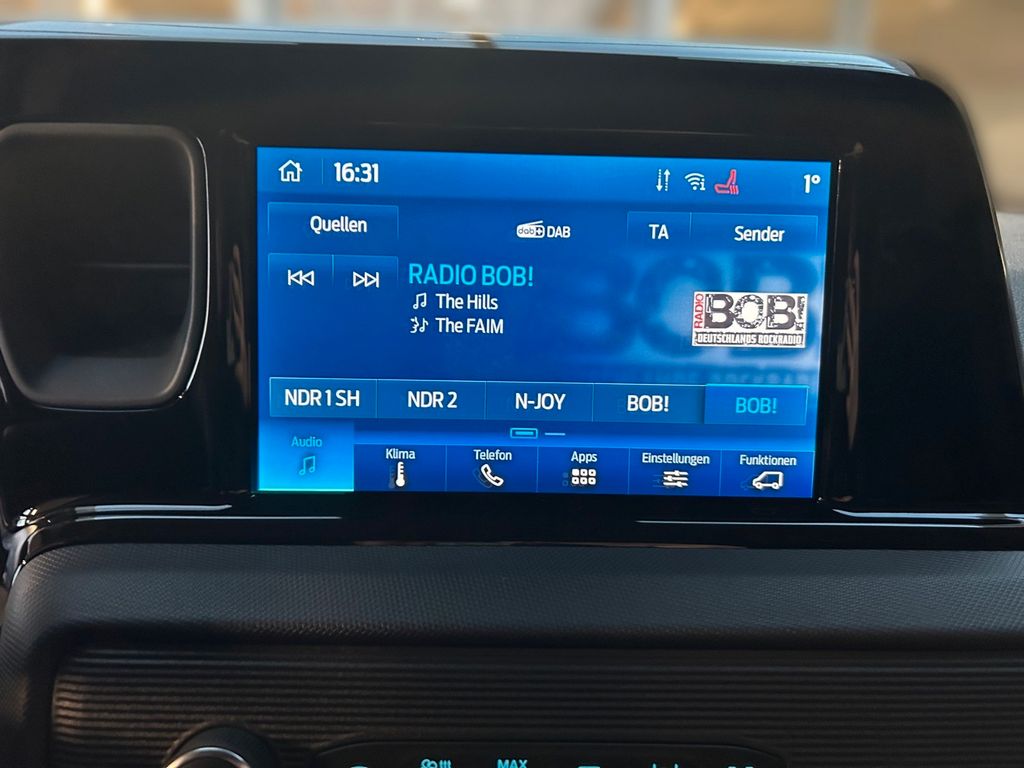 16:31
1°
Quellen
dab+ DAB
TA
Sender
RADIO BOB!
The Hills
The FAIM
RADIO
BOB!
DEUTSCHLANDS ROCKRADIO
NDR 1 SH
NDR 2
N-JOY
BOB!
BOB!
Audio
Klima
Telefon
Apps
Einstellungen
Funktionen
MAX